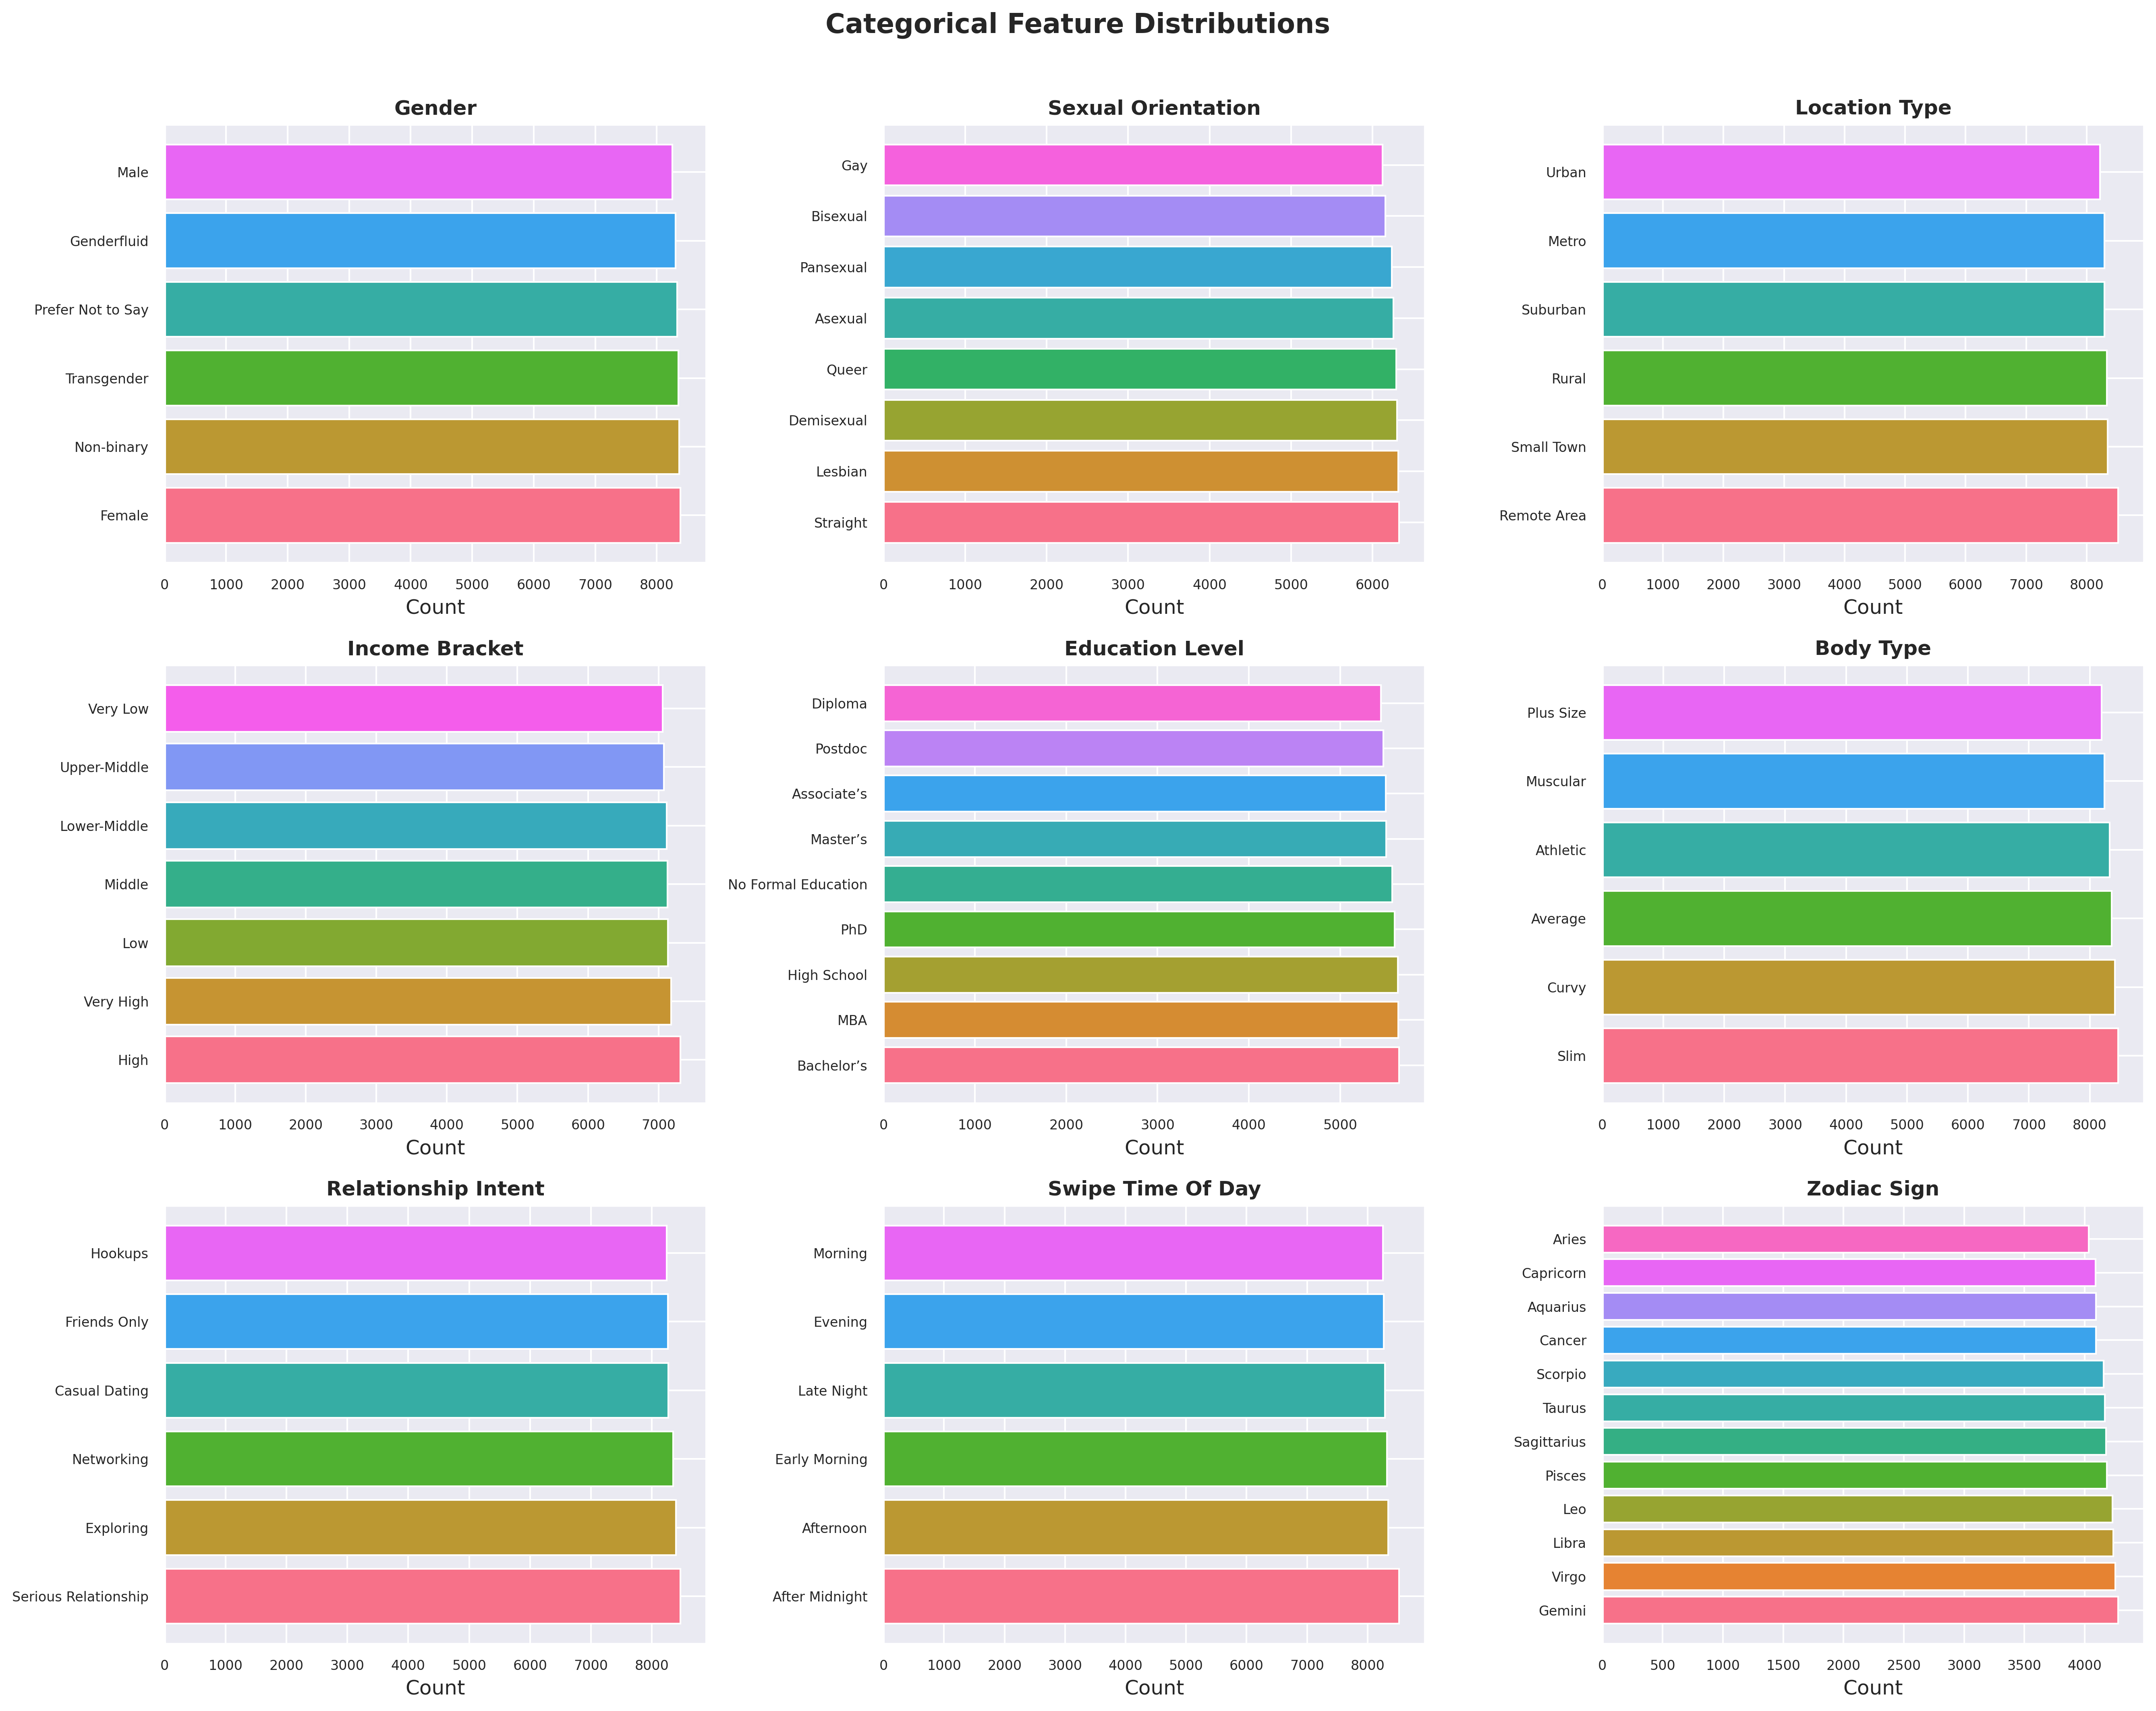 Categorical Feature Distributions
Gender
Male
Genderfluid
Prefer Not to Say
Transgender
Non-binary
Female
0 1000 2000 3000 4000 5000 6000 7000 8000
Count
Sexual Orientation
Gay
Bisexual
Pansexual
Asexual
Queer
Demisexual
Lesbian
Straight
0 1000 2000 3000 4000 5000 6000
Count
Location Type
Urban
Metro
Suburban
Rural
Small Town
Remote Area
0 1000 2000 3000 4000 5000 6000 7000 8000
Count
Income Bracket
Very Low
Upper-Middle
Lower-Middle
Middle
Low
Very High
High
0 1000 2000 3000 4000 5000 6000 7000
Count
Education Level
Diploma
Postdoc
Associate’s
Master’s
No Formal Education
PhD
High School
MBA
Bachelor’s
0 1000 2000 3000 4000 5000
Count
Body Type
Plus Size
Muscular
Athletic
Average
Curvy
Slim
0 1000 2000 3000 4000 5000 6000 7000 8000
Count
Relationship Intent
Hookups
Friends Only
Casual Dating
Networking
Exploring
Serious Relationship
0 1000 2000 3000 4000 5000 6000 7000 8000
Count
Swipe Time Of Day
Morning
Evening
Late Night
Early Morning
Afternoon
After Midnight
0 1000 2000 3000 4000 5000 6000 7000 8000
Count
Zodiac Sign
Aries
Capricorn
Aquarius
Cancer
Scorpio
Taurus
Sagittarius
Pisces
Leo
Libra
Virgo
Gemini
0 500 1000 1500 2000 2500 3000 3500 4000
Count